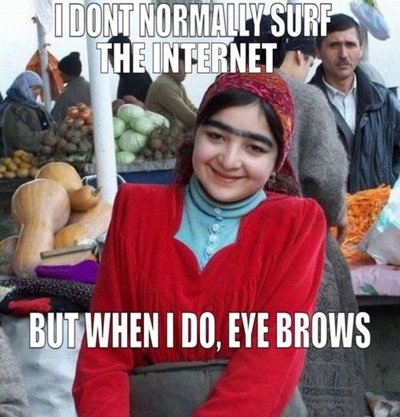 I DONT NORMALLY SURF
THE INTERNET
BUT WHEN I DO, EYE BROWS